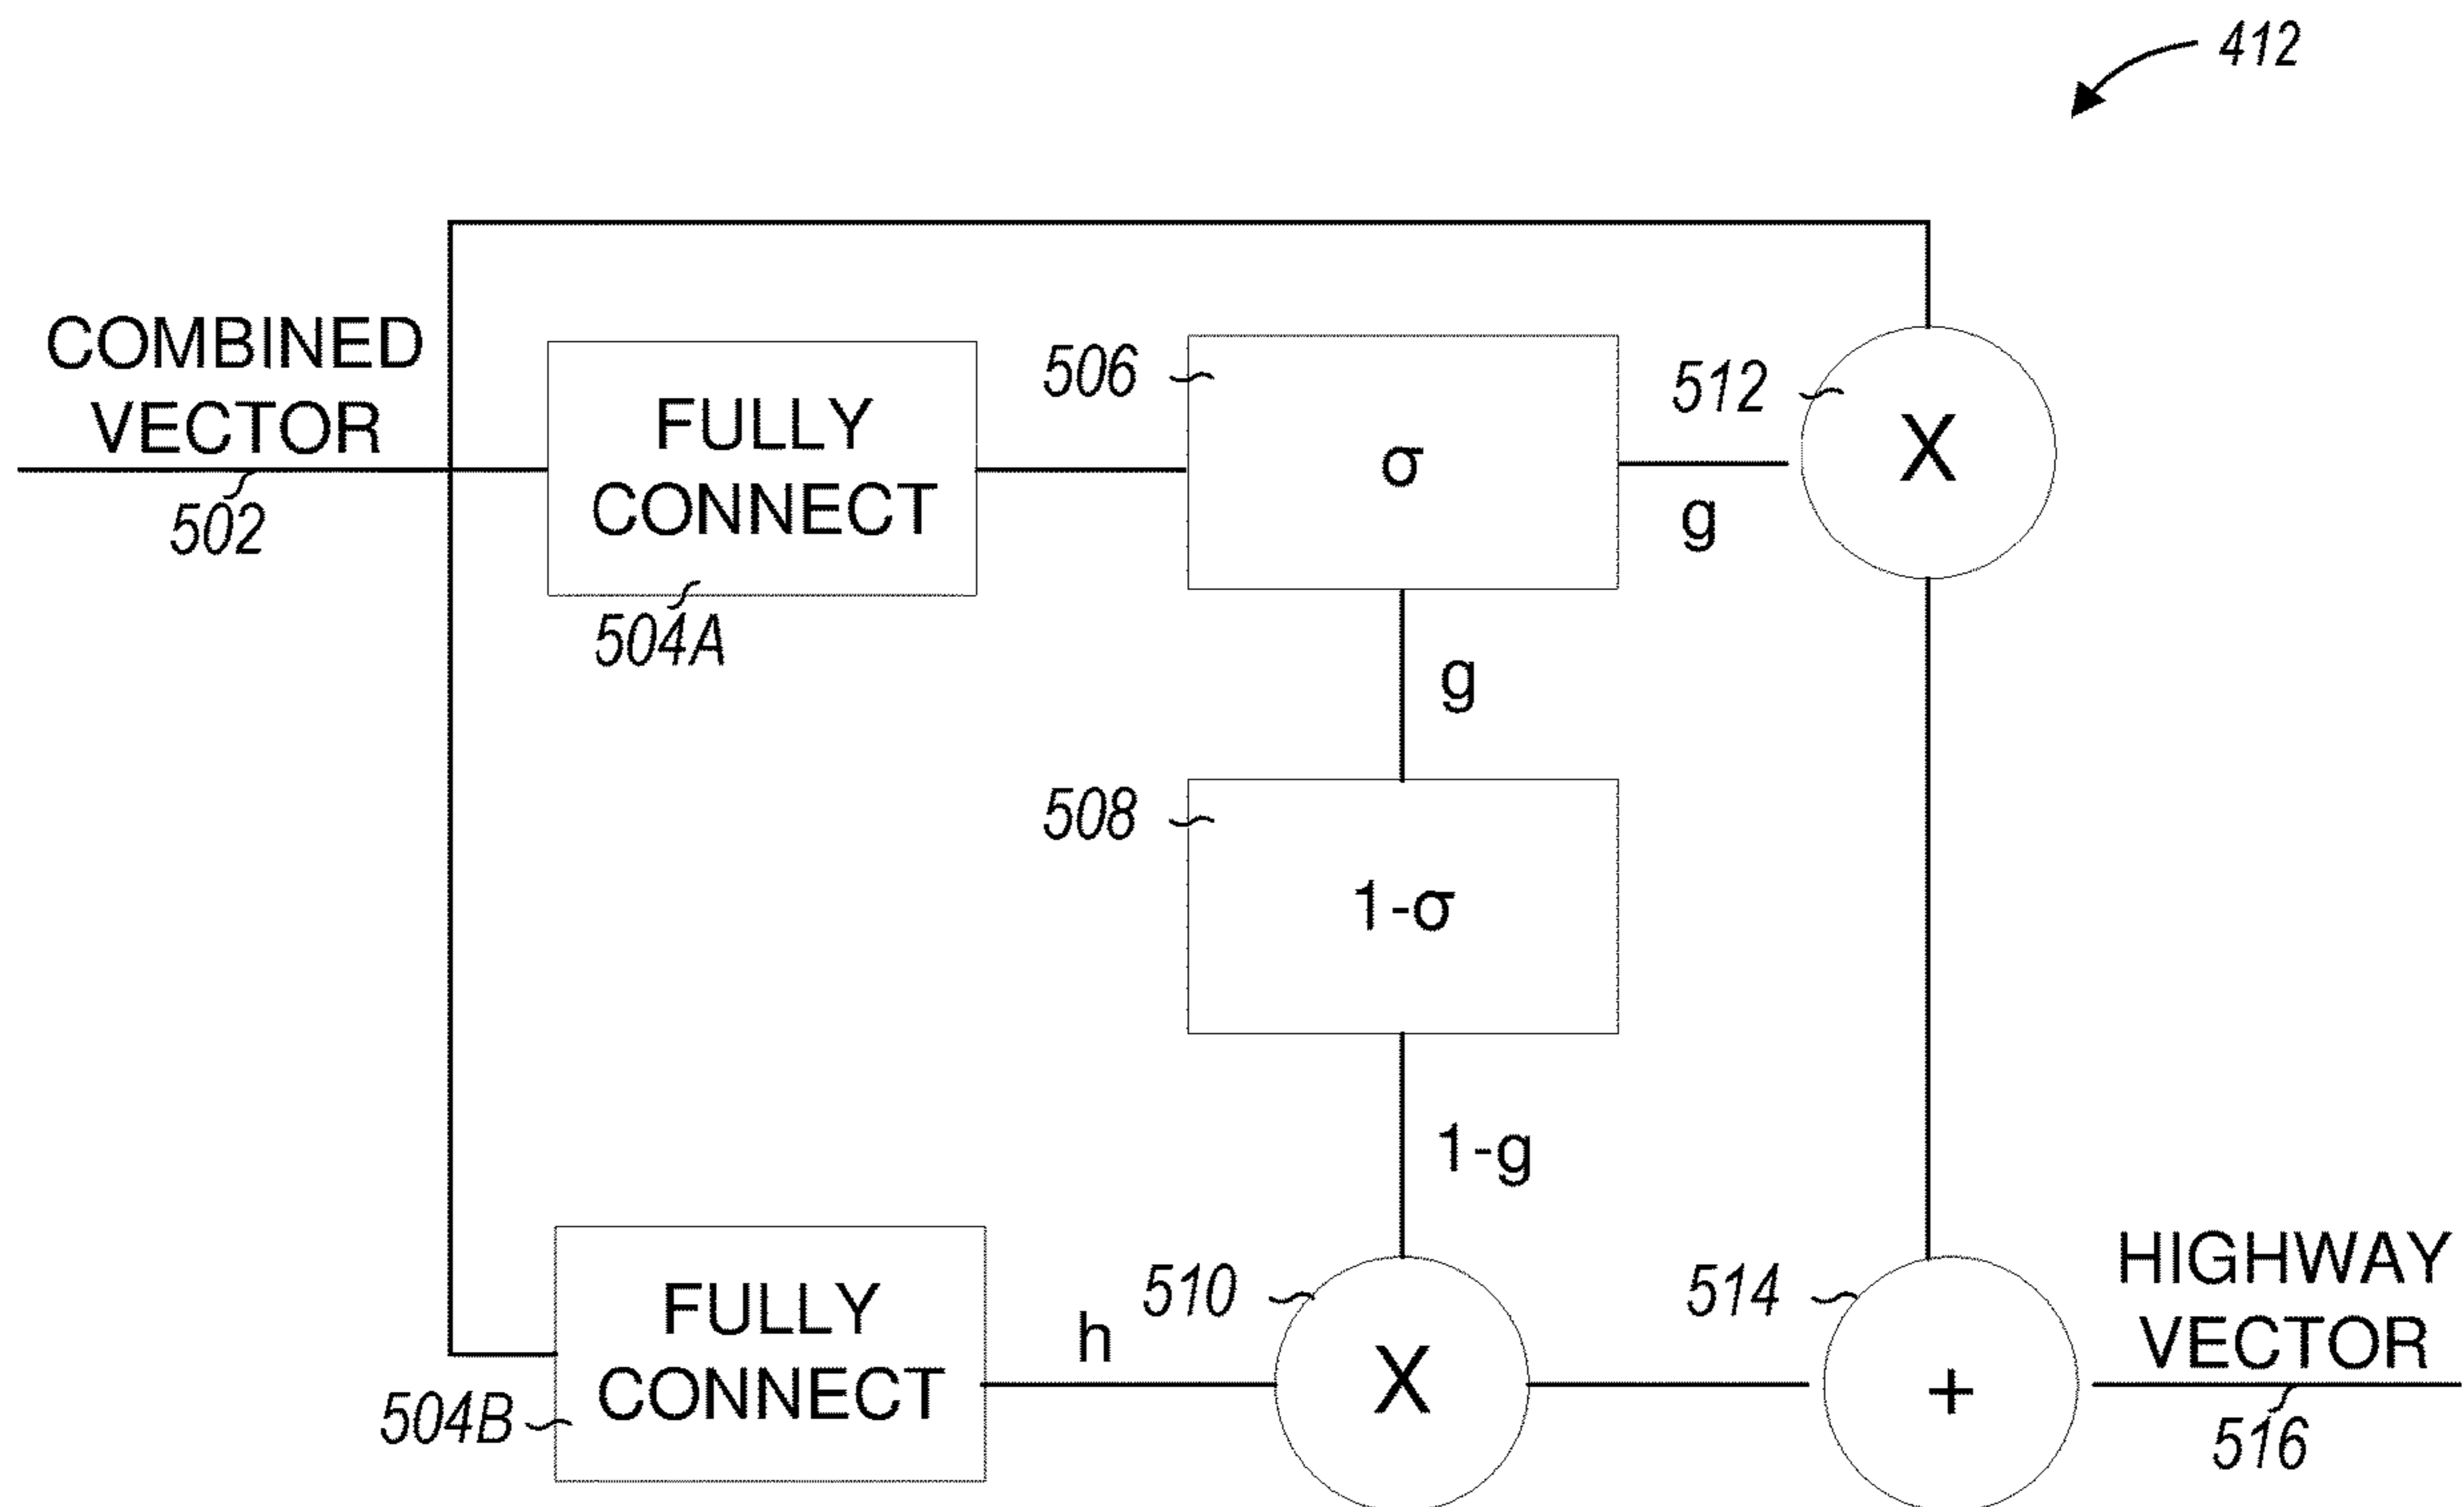 412
COMBINED
VECTOR
502
FULLY
CONNECT
504A
506
σ
g
512
X
g
508
1-σ
1-g
FULLY
CONNECT
504B
h
510
X
514
+
HIGHWAY
VECTOR
516